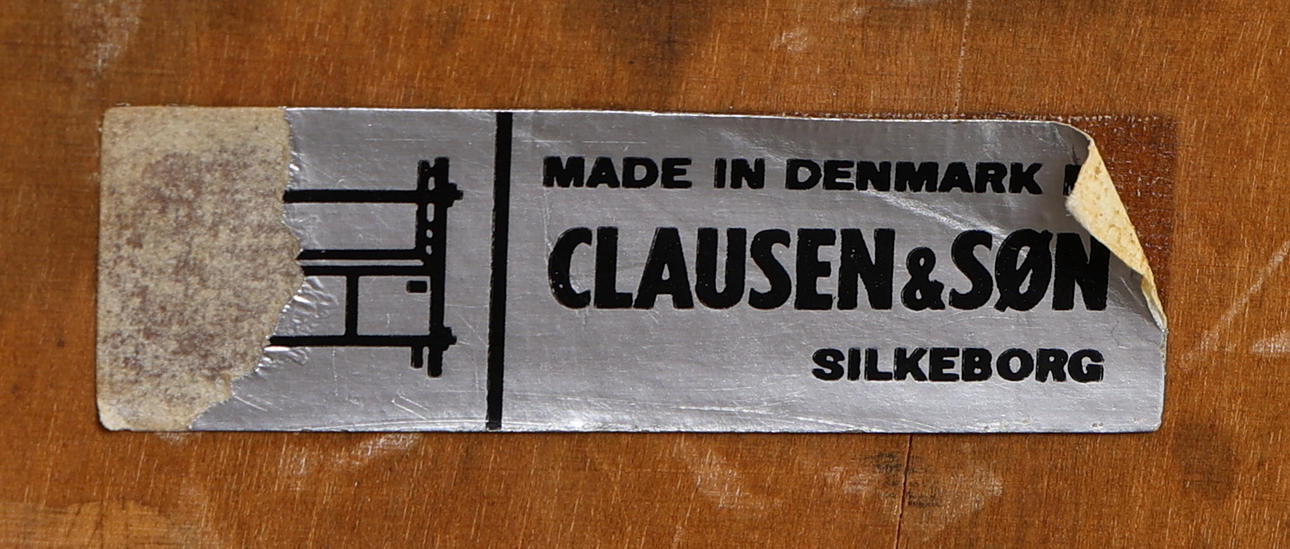 MADE IN DENMARK
CLAUSEN & SØN
SILKEBORG